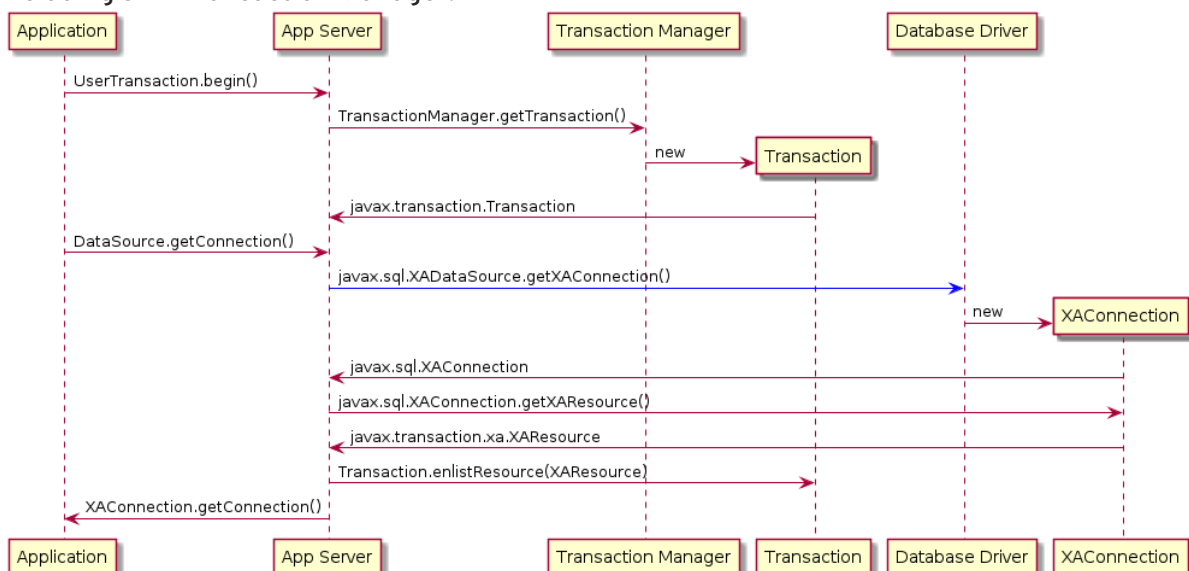 Application
App Server
Transaction Manager
Database Driver
UserTransaction.begin()
TransactionManager.getTransaction()
new
Transaction
javax.transaction.Transaction
DataSource.getConnection()
javax.sql.XADataSource.getXAConnection()
new
XAConnection
javax.sql.XAConnection
javax.sql.XAConnection.getXAResource()
javax.transaction.xa.XAResource
Transaction.enlistResource(XAResource)
XAConnection.getConnection()
Application
App Server
Transaction Manager
Transaction
Database Driver
XAConnection